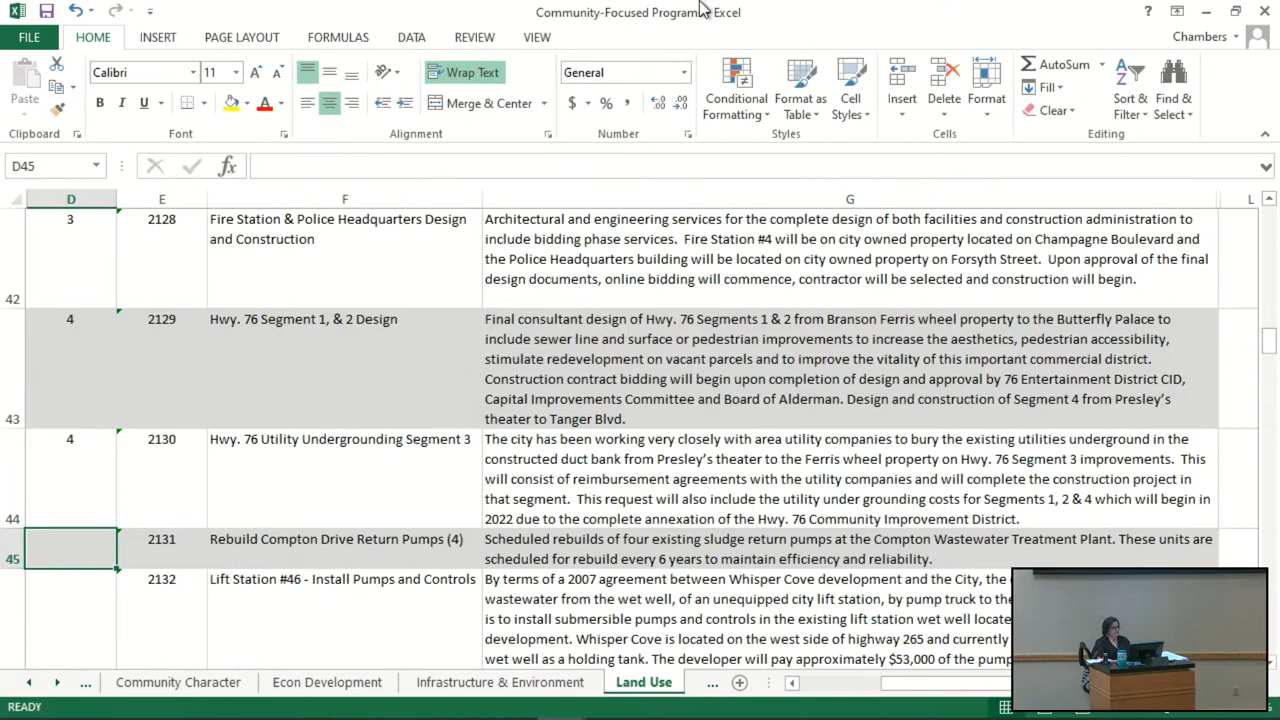 Community-Focused Program - Excel
FILE HOME INSERT PAGE LAYOUT FORMULAS DATA REVIEW VIEW Chambers
Calibri 11 Wrap Text General AutoSum
Paste Fill
B I U Merge & Center $ % Conditional Formatting Format as Table Cell Styles Insert Delete Format Clear Sort & Filter Find & Select
Clipboard Font Alignment Number Styles Cells Editing
D45 fx
D E F G L
3 2128 Fire Station & Police Headquarters Design Architectural and engineering services for the complete design of both facilities and construction administration to
and Construction include bidding phase services. Fire Station #4 will be on city owned property located on Champagne Boulevard and
the Police Headquarters building will be located on city owned property on Forsyth Street. Upon approval of the final
design documents, online bidding will commence, contractor will be selected and construction will begin.
42
4 2129 Hwy. 76 Segment 1, & 2 Design Final consultant design of Hwy. 76 Segments 1 & 2 from Branson Ferris wheel property to the Butterfly Palace to
include sewer line and surface or pedestrian improvements to increase the aesthetics, pedestrian accessibility,
stimulate redevelopment on vacant parcels and to improve the vitality of this important commercial district.
Construction contract bidding will begin upon completion of design and approval by 76 Entertainment District CID,
Capital Improvements Committee and Board of Alderman. Design and construction of Segment 4 from Presley's
43 theater to Tanger Blvd.
4 2130 Hwy. 76 Utility Undergrounding Segment 3 The city has been working very closely with area utility companies to bury the existing utilities underground in the
constructed duct bank from Presley's theater to the Ferris wheel property on Hwy. 76 Segment 3 improvements. This
will consist of reimbursement agreements with the utility companies and will complete the construction project in
that segment. This request will also include the utility under grounding costs for Segments 1, 2 & 4 which will begin in
44 2022 due to the complete annexation of the Hwy. 76 Community Improvement District.
2131 Rebuild Compton Drive Return Pumps (4) Scheduled rebuilds of four existing sludge return pumps at the Compton Wastewater Treatment Plant. These units are
45 scheduled for rebuild every 6 years to maintain efficiency and reliability.
2132 Lift Station #46 - Install Pumps and Controls By terms of a 2007 agreement between Whisper Cove development and the City, the
wastewater from the wet well, of an unequipped city lift station, by pump truck to the
is to install submersible pumps and controls in the existing lift station wet well
development. Whisper Cove is located on the west side of highway 265 and currently
wet well as a holding tank. The developer will pay approximately $53,000 of the
... Community Character Econ Development Infrastructure & Environment Land Use ...
READY